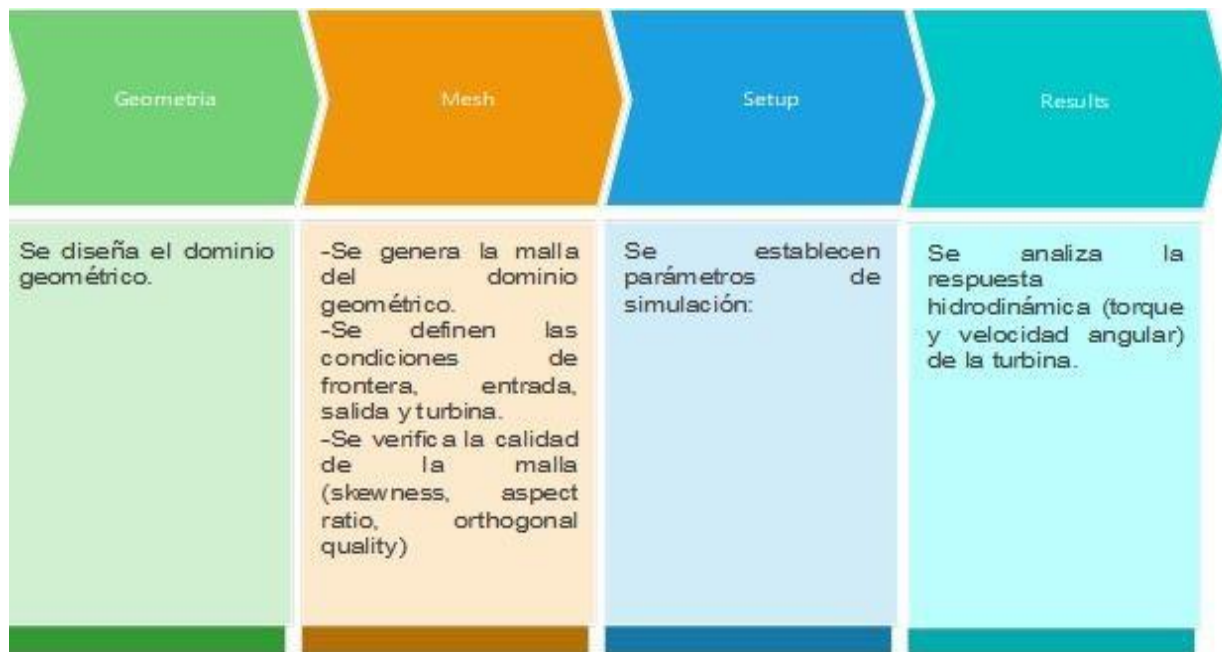 Geometria
Mesh
Setup
Results
Se diseña el dominio
geométrico.
-Se genera la malla
del dominio
geométrico.
-Se definen las
condiciones de
frontera, entrada,
salida y turbina.
-Se verifica la calidad
de la malla
(skewness, aspect
ratio, orthogonal
quality)
Se establecen
parámetros de
simulación:
Se analiza la
respuesta
hidrodinámica (torque
y velocidad angular)
de la turbina.